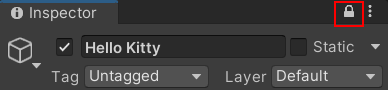 Inspector
Hello Kitty Static
Tag Untagged Layer Default